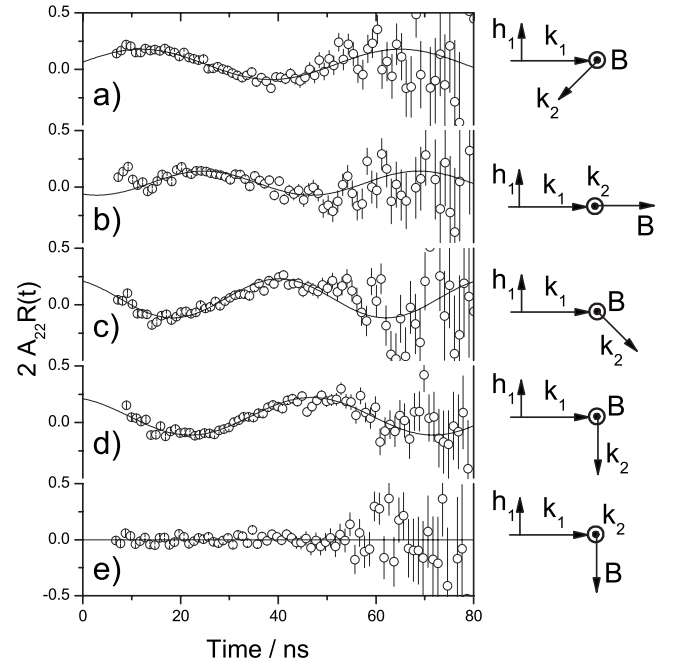 0.5
0.0
a)
h₁ k₁ B
k₂
0.5
0.0
b)
h₁ k₁ k₂
B
0.5
0.0
c)
h₁ k₁ B
k₂
2 A₂₂R(t)
0.5
0.0
d)
h₁ k₁ B
k₂
0.5
0.0
-0.5
e)
h₁ k₁ k₂
B
0 20 40 60 80
Time / ns